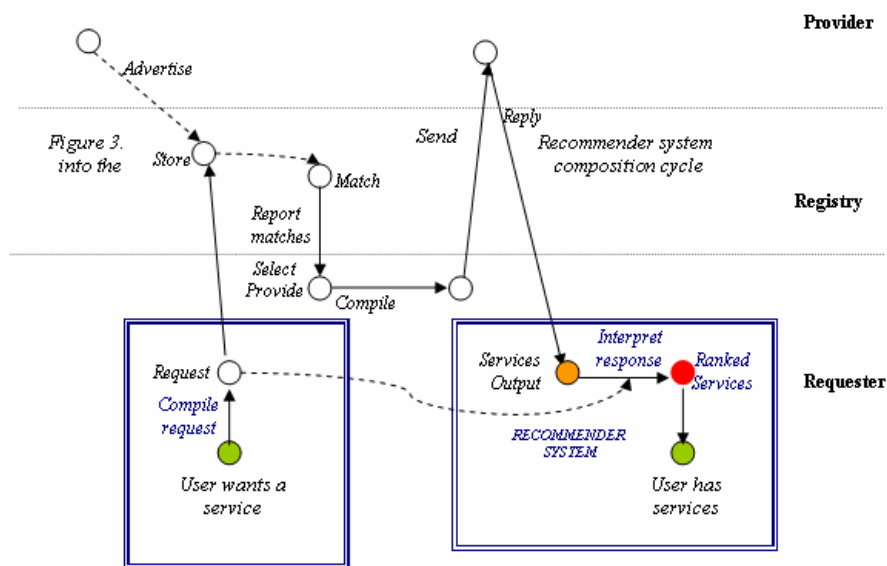 Provider
Advertise
Reply
Figure 3.
into the
Store
Send
Recommender system
composition cycle
Match
Registry
Report
matches
Select
Provide
Compile
Request
Compile
request
User wants a
service
Services
Output
Interpret
response
Ranked
Services
Requester
RECOMMENDER
SYSTEM
User has
services